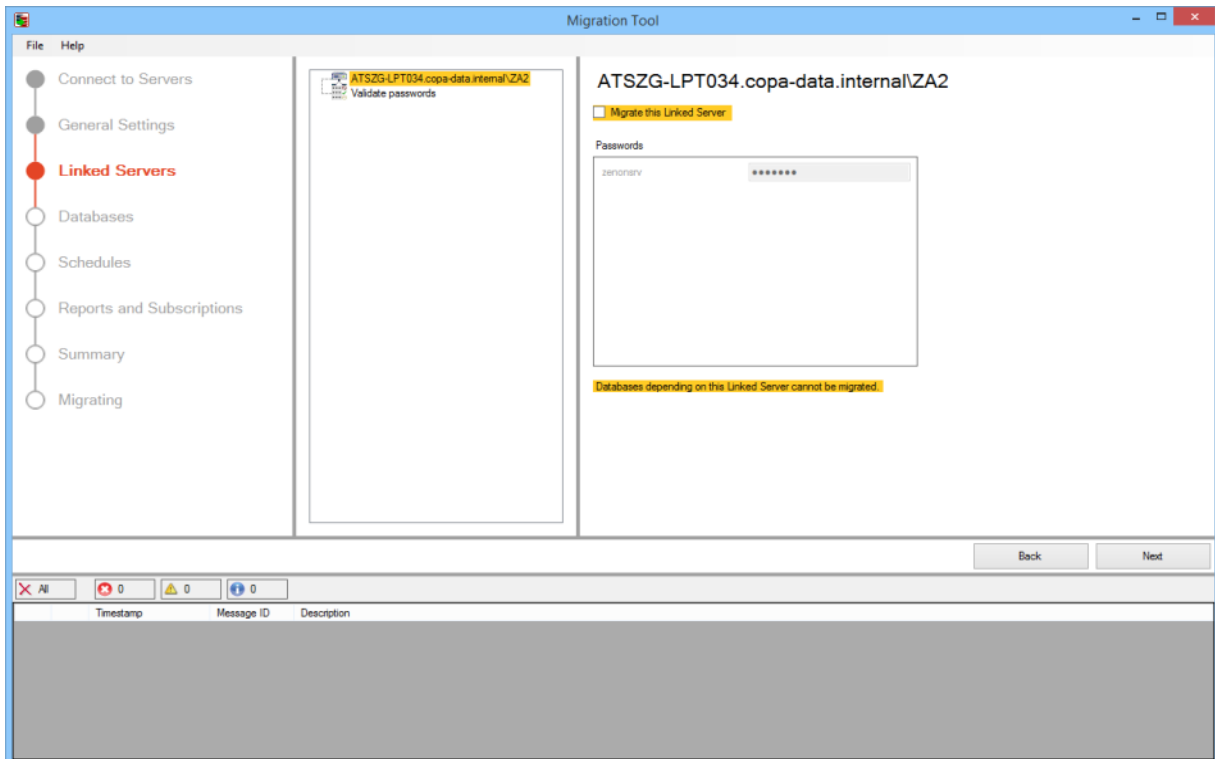 Migration Tool
File Help
Connect to Servers
General Settings
Linked Servers
Databases
Schedules
Reports and Subscriptions
Summary
Migrating
ATSZG-LPT034.copa-data.internal\ZA2
Validate passwords
ATSZG-LPT034.copa-data.internal\ZA2
Migrate this Linked Server
Passwords
zenonsrv •••••••
Databases depending on this Linked Server cannot be migrated.
Back Next
All 0 0 0
Timestamp Message ID Description